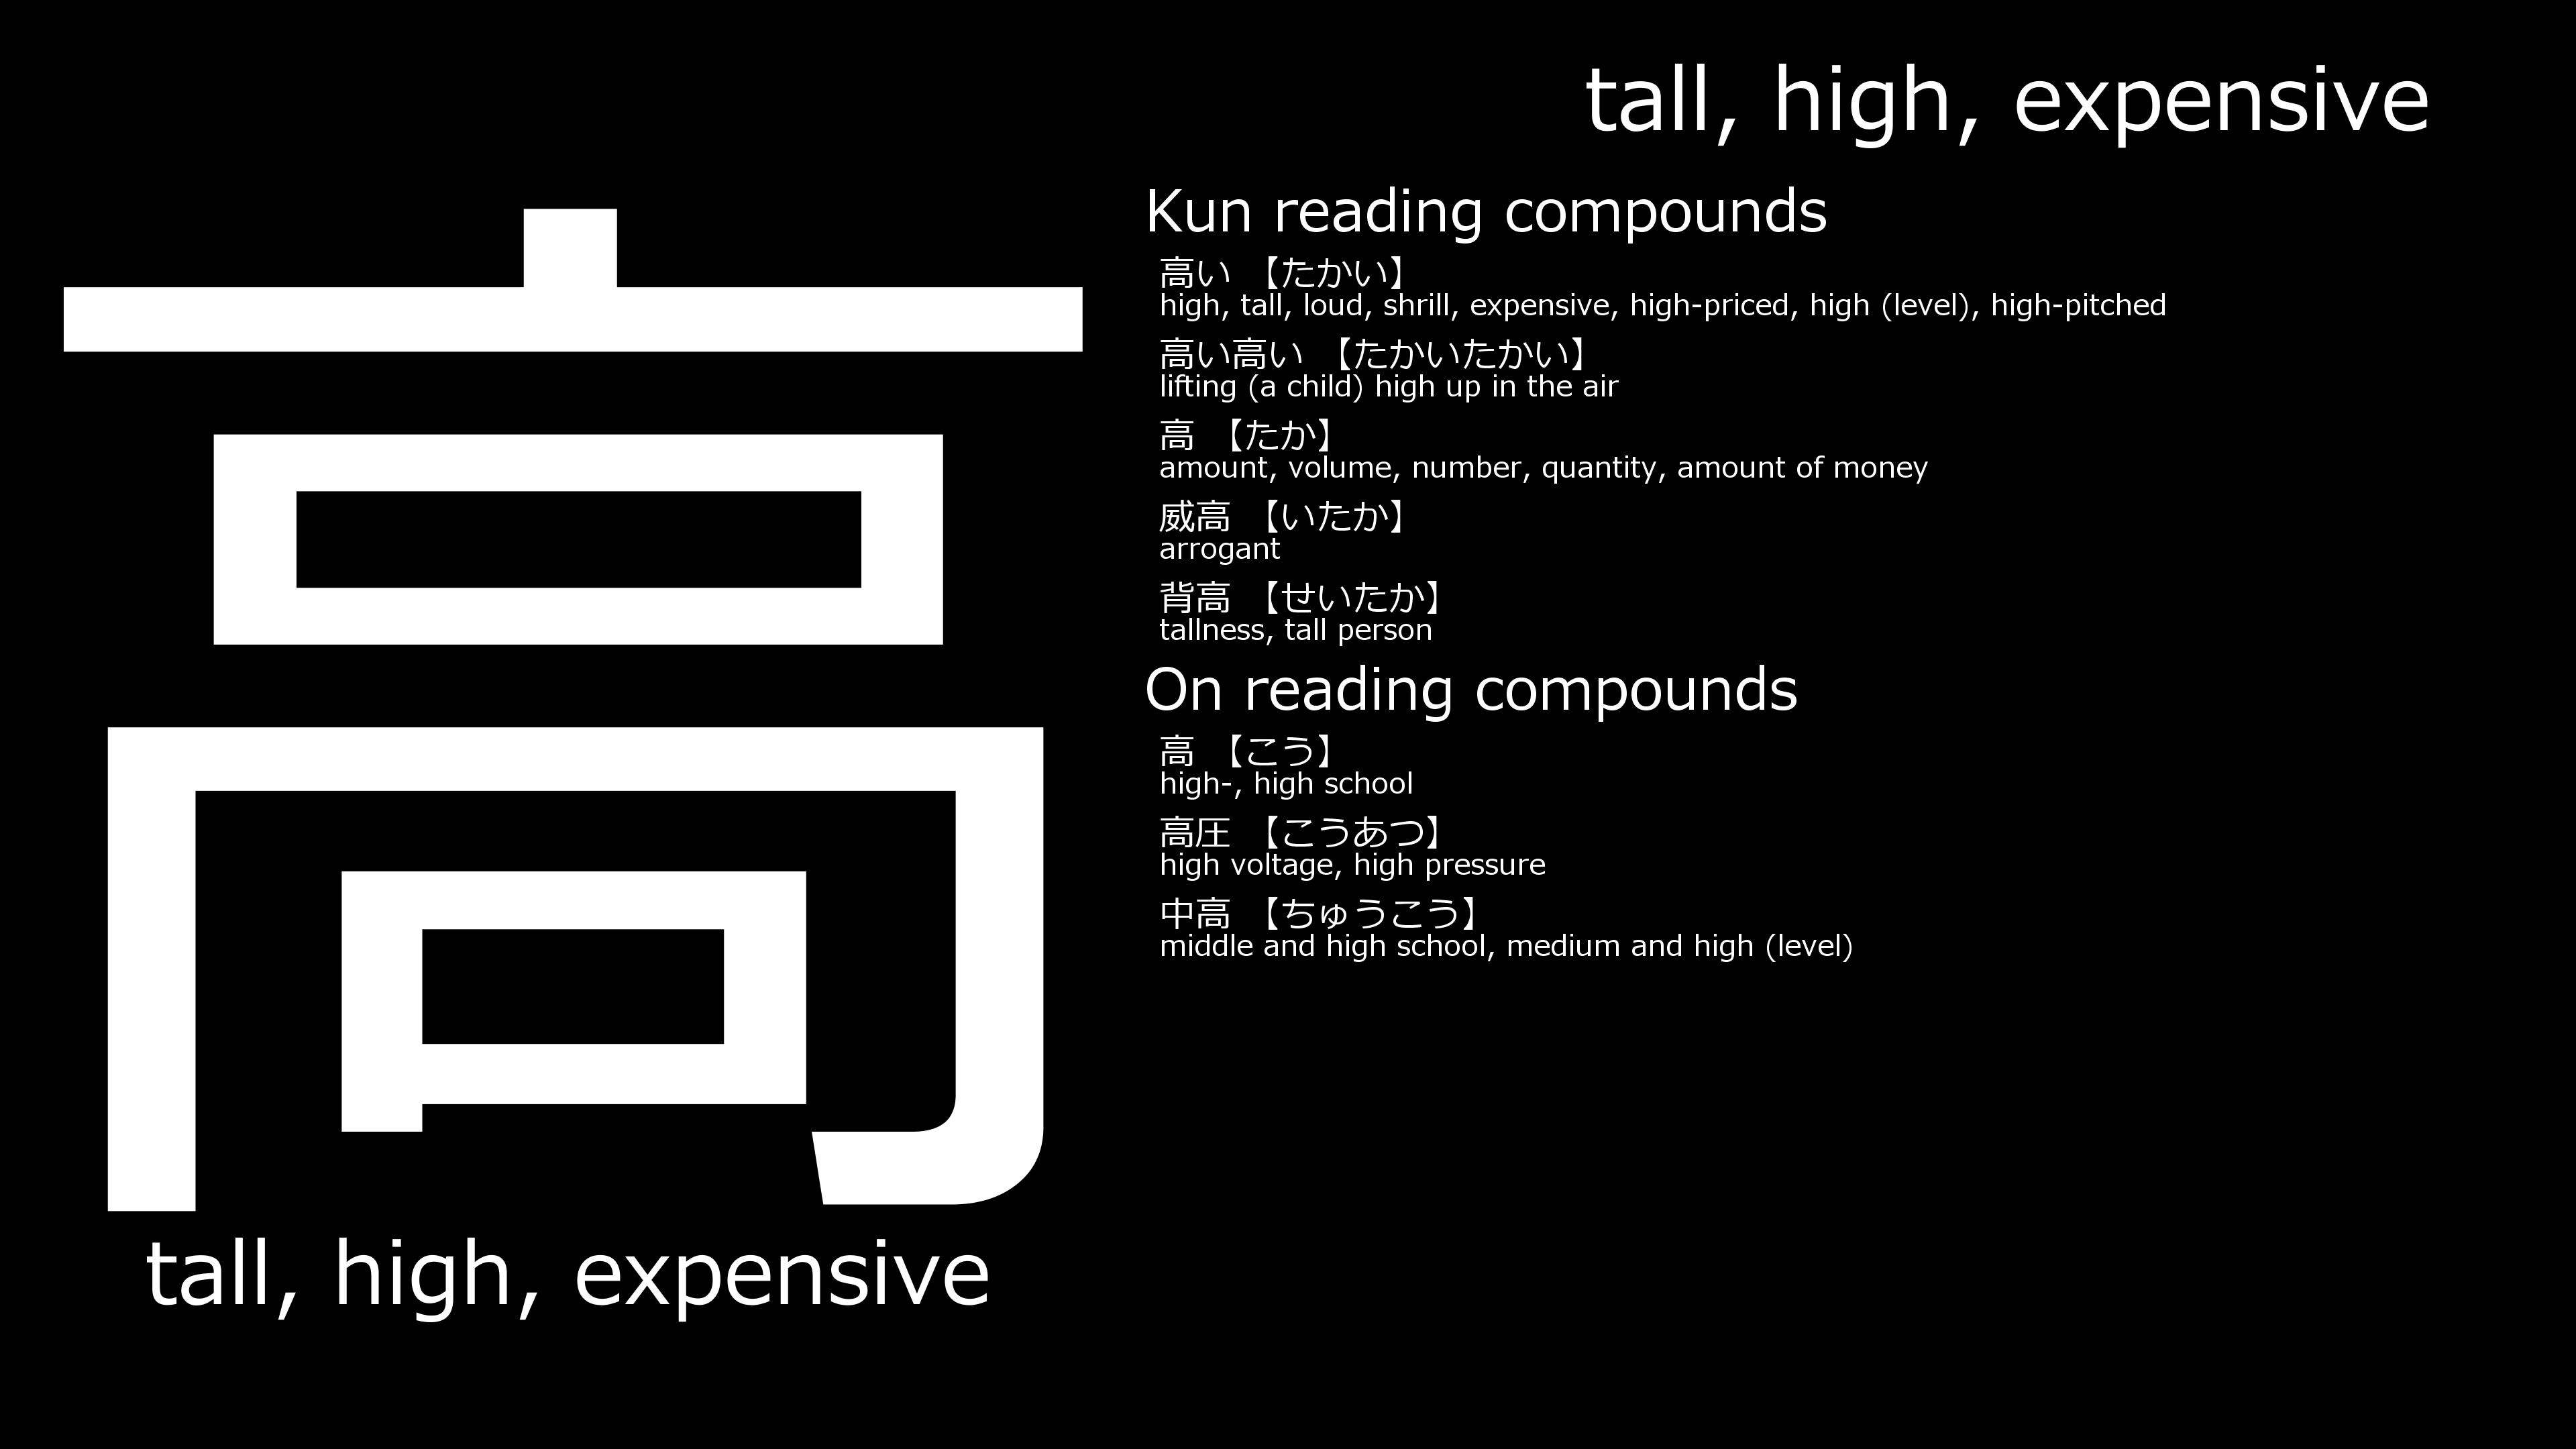 高
tall, high, expensive
tall, high, expensive
Kun reading compounds
高い 【たかい】
high, tall, loud, shrill, expensive, high-priced, high (level), high-pitched
高い高い 【たかいたかい】
lifting (a child) high up in the air
高 【たか】
amount, volume, number, quantity, amount of money
威高 【いたか】
arrogant
背高 【せいたか】
tallness, tall person
On reading compounds
高 【こう】
high-, high school
高圧 【こうあつ】
high voltage, high pressure
中高 【ちゅうこう】
middle and high school, medium and high (level)